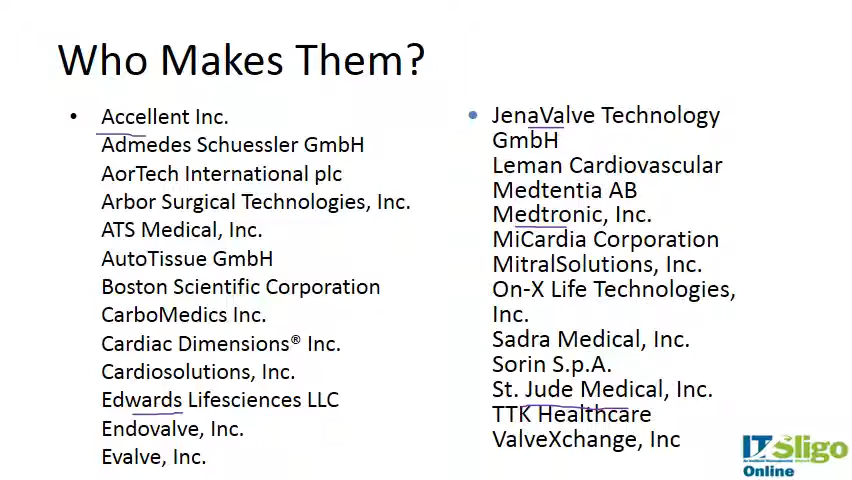 Who Makes Them?
• Accellent Inc.
Admedes Schuessler GmbH
AorTech International plc
Arbor Surgical Technologies, Inc.
ATS Medical, Inc.
AutoTissue GmbH
Boston Scientific Corporation
CarboMedics Inc.
Cardiac Dimensions® Inc.
Cardiosolutions, Inc.
Edwards Lifesciences LLC
Endovalve, Inc.
Evalve, Inc.
• JenaValve Technology
GmbH
Leman Cardiovascular
Medtentia AB
Medtronic, Inc.
MiCardia Corporation
MitralSolutions, Inc.
On-X Life Technologies,
Inc.
Sadra Medical, Inc.
Sorin S.p.A.
St. Jude Medical, Inc.
TTK Healthcare
ValveXchange, Inc
IT Sligo
Online